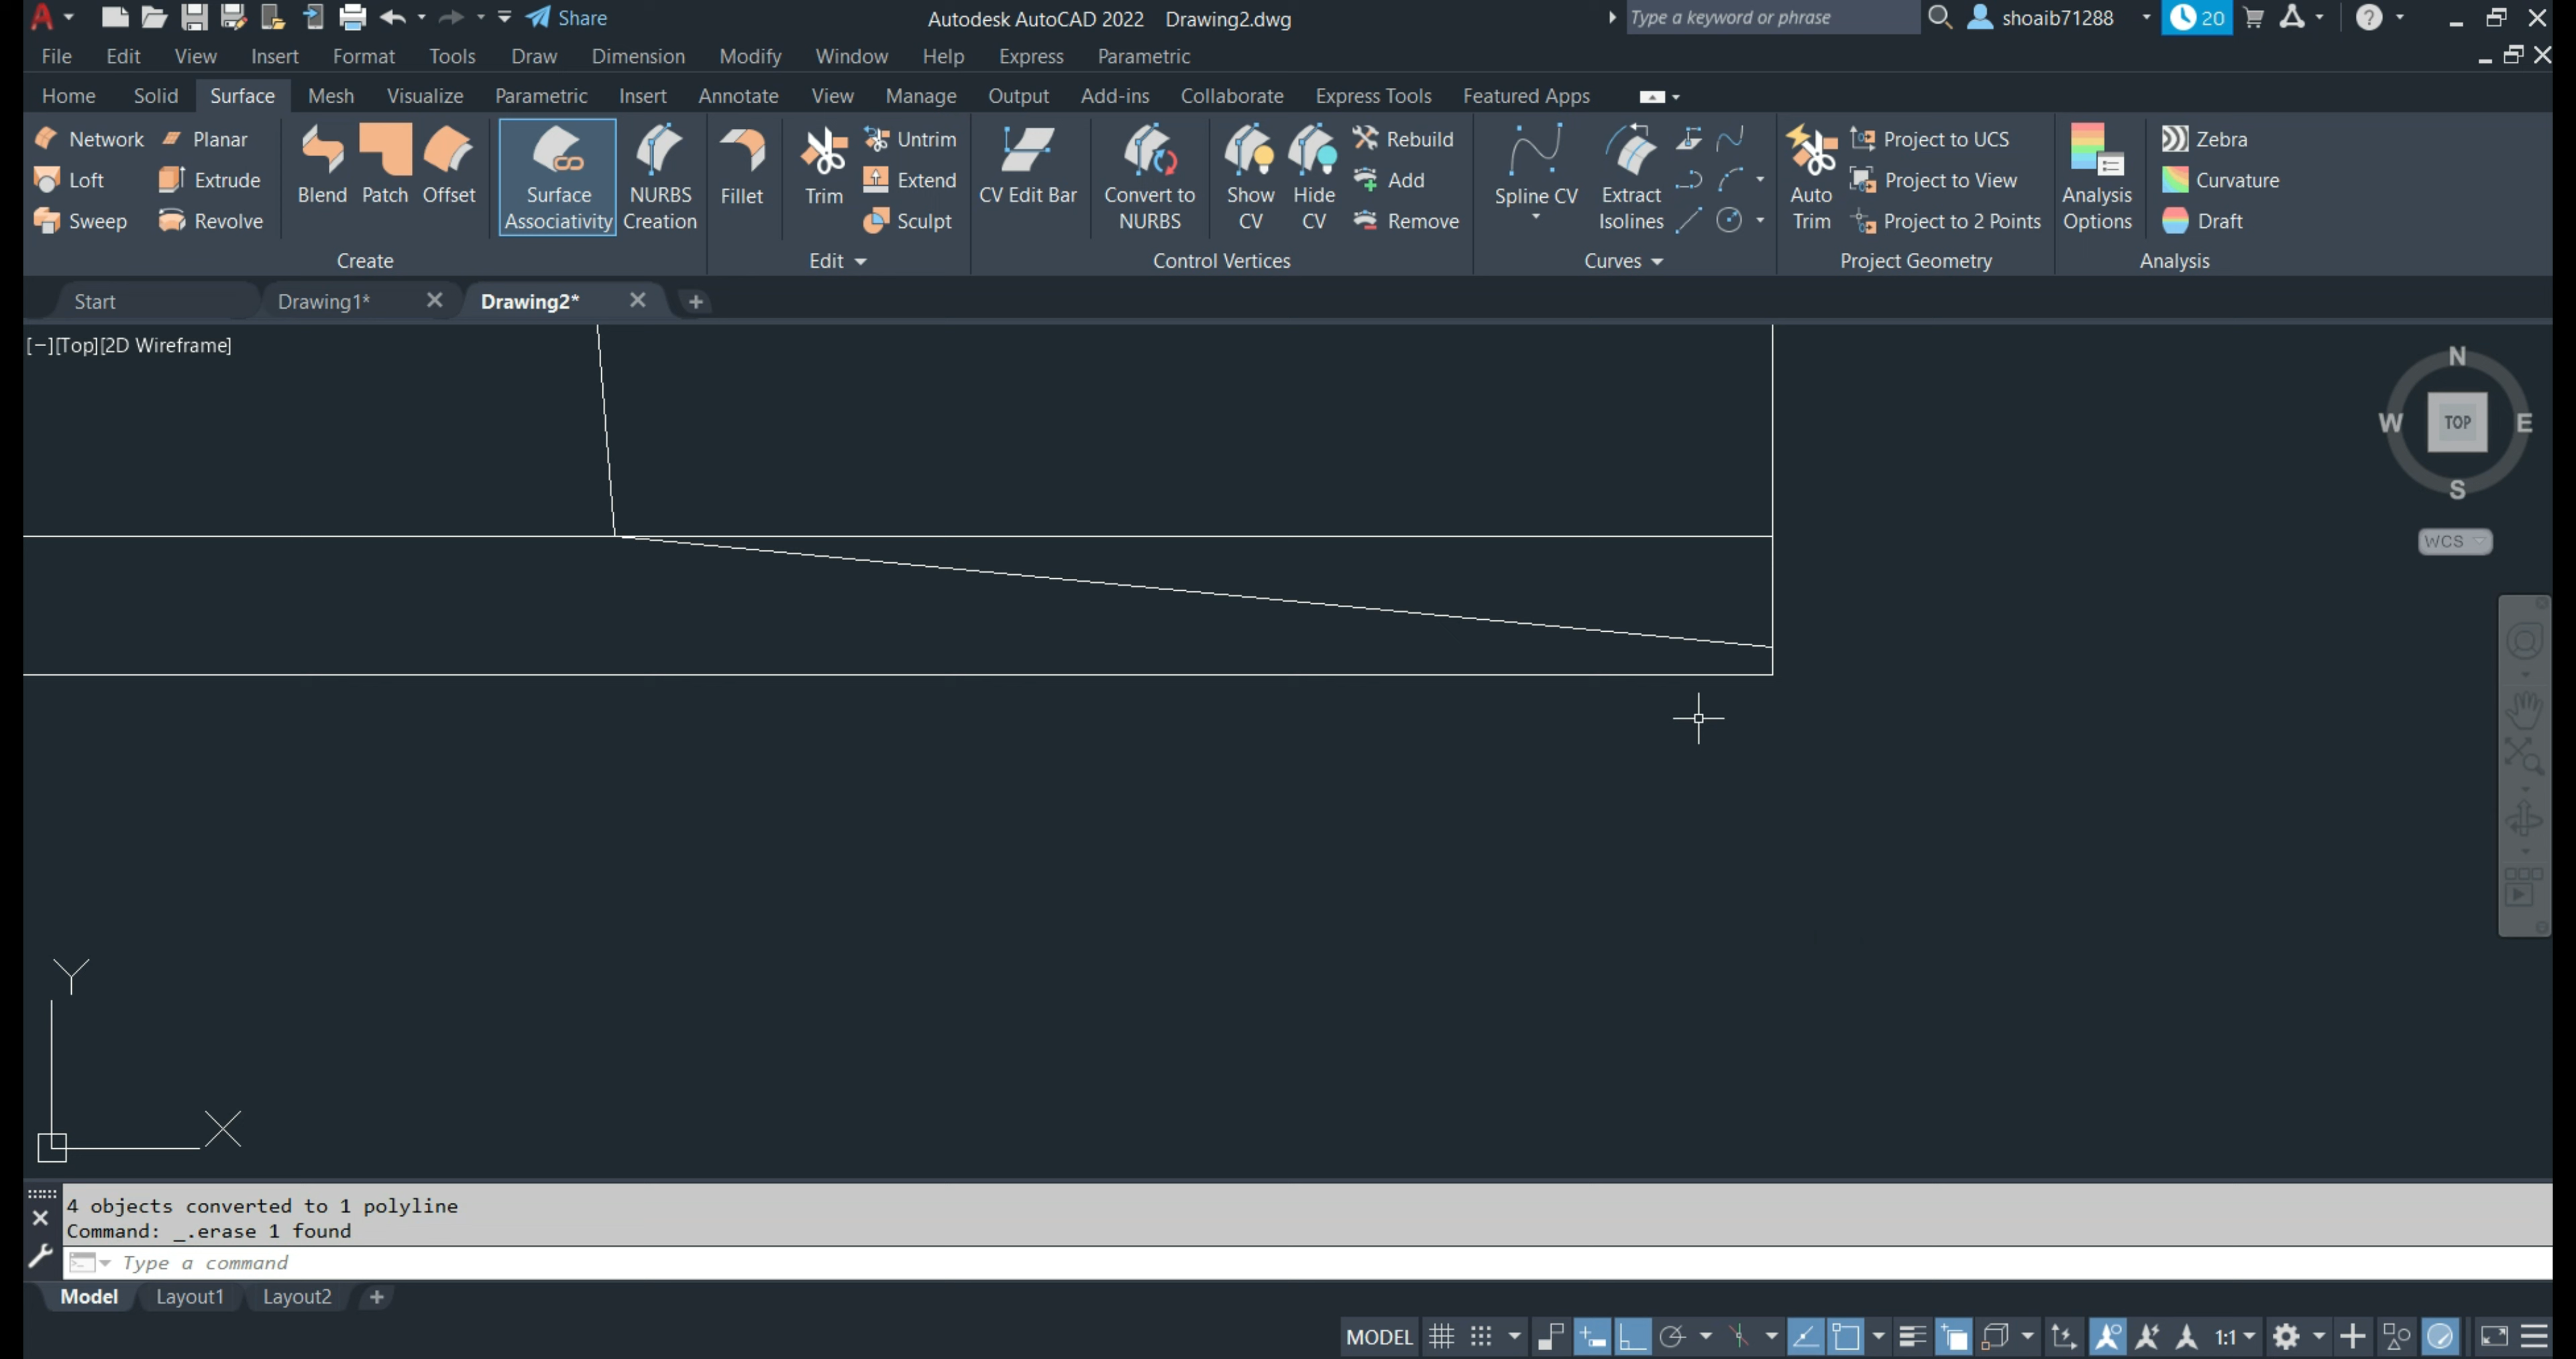 Share Autodesk AutoCAD 2022 Drawing2.dwg Type a keyword or phrase shoaib71288 20
File Edit View Insert Format Tools Draw Dimension Modify Window Help Express Parametric
Home Solid Surface Mesh Visualize Parametric Insert Annotate View Manage Output Add-ins Collaborate Express Tools Featured Apps
Network Planar Untrim Rebuild Project to UCS Zebra
Loft Extrude Blend Patch Offset Surface NURBS Fillet Trim Extend CV Edit Bar Convert to Show Hide Add Spline CV Extract Auto Project to View Analysis Curvature
Sweep Revolve Associativity Creation Sculpt NURBS CV CV Remove Isolines Trim Project to 2 Points Options Draft
Create Edit Control Vertices Curves Project Geometry Analysis
Start Drawing1* Drawing2*
[−][Top][2D Wireframe]
N
W TOP E
S
WCS
Y
X
4 objects converted to 1 polyline
Command: _.erase 1 found
Type a command
Model Layout1 Layout2
MODEL 1:1